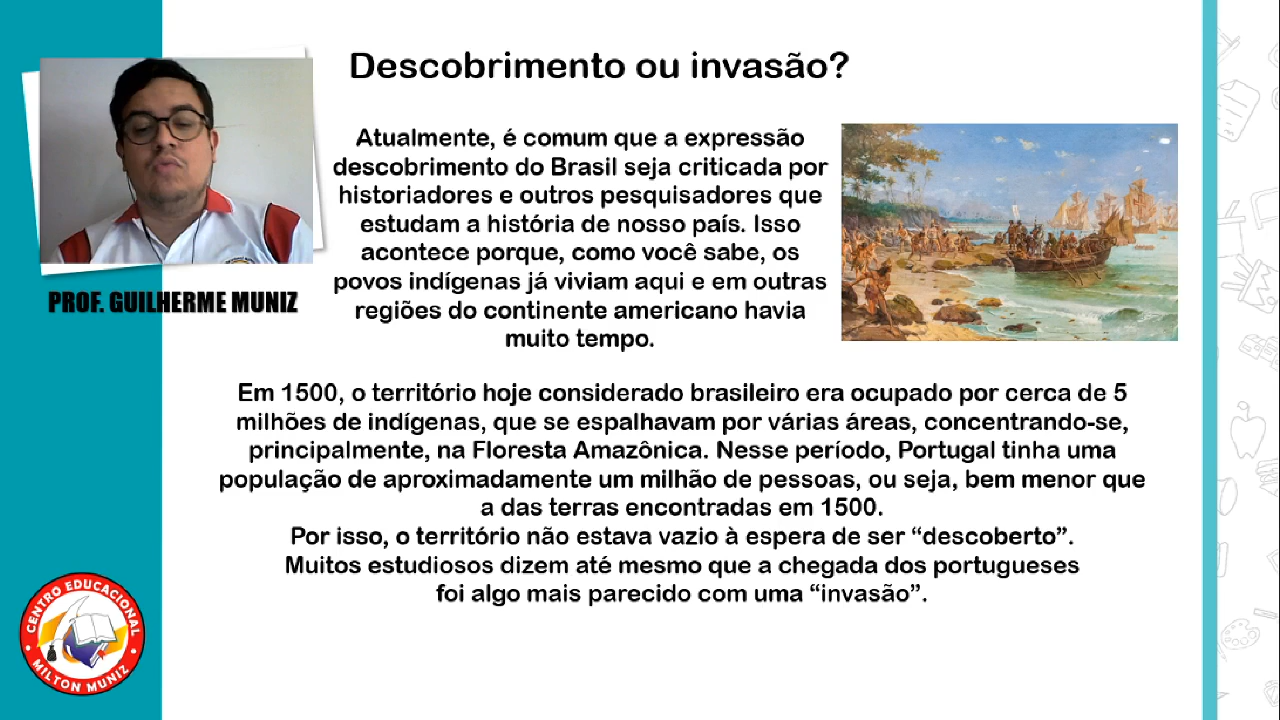 Descobrimento ou invasão?
Atualmente, é comum que a expressão
descobrimento do Brasil seja criticada por
historiadores e outros pesquisadores que
estudam a história de nosso país. Isso
acontece porque, como você sabe, os
povos indígenas já viviam aqui e em outras
regiões do continente americano havia
muito tempo.
PROF. GUILHERME MUNIZ
Em 1500, o território hoje considerado brasileiro era ocupado por cerca de 5
milhões de indígenas, que se espalhavam por várias áreas, concentrando-se,
principalmente, na Floresta Amazônica. Nesse período, Portugal tinha uma
população de aproximadamente um milhão de pessoas, ou seja, bem menor que
a das terras encontradas em 1500.
Por isso, o território não estava vazio à espera de ser “descoberto”.
Muitos estudiosos dizem até mesmo que a chegada dos portugueses
foi algo mais parecido com uma “invasão”.
CENTRO EDUCACIONAL
MILTON MUNIZ